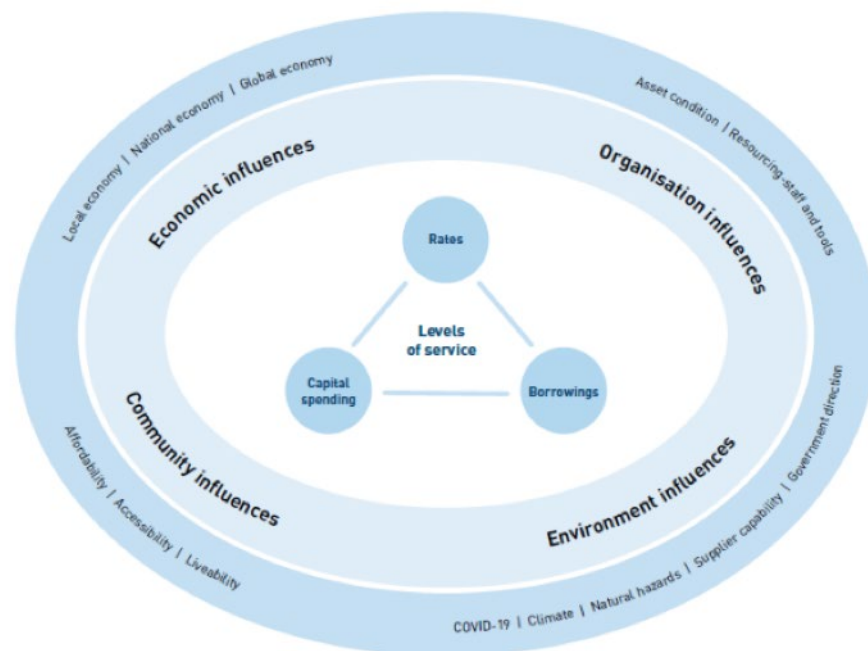 Local economy | National economy | Global economy
Asset condition | Resourcing-staff and tools
Economic influences
Organisation influences
Rates
Levels
of service
Capital
spending
Borrowings
Community influences
Environment influences
Affordability | Accessibility | Liveability
COVID-19 | Climate | Natural hazards | Supplier capability | Government direction